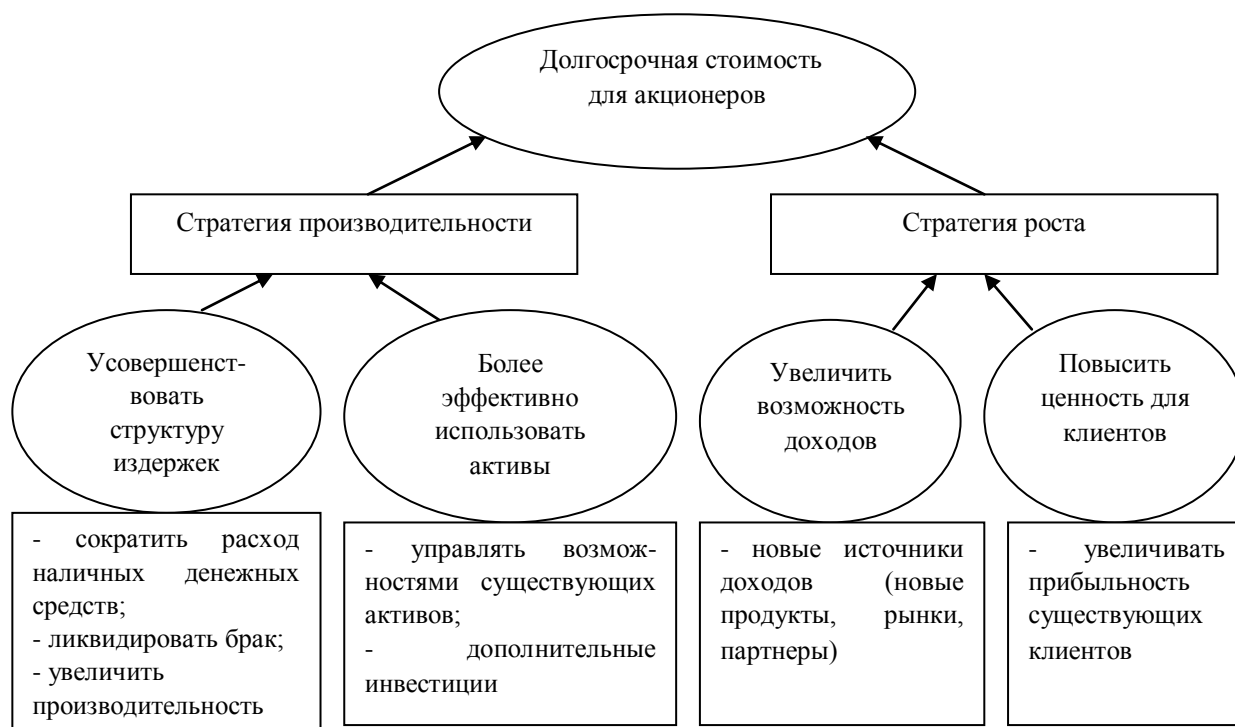 Долгосрочная стоимость
для акционеров
Стратегия производительности
Стратегия роста
Усовершенст-
вовать
структуру
издержек
Более
эффективно
использовать
активы
Увеличить
возможность
доходов
Повысить
ценность для
клиентов
- сократить расход
наличных денежных
средств;
- ликвидировать брак;
- увеличить
производительность
- управлять возмож-
ностями существующих
активов;
- дополнительные
инвестиции
- новые источники
доходов (новые
продукты, рынки,
партнеры)
- увеличивать
прибыльность
существующих
клиентов